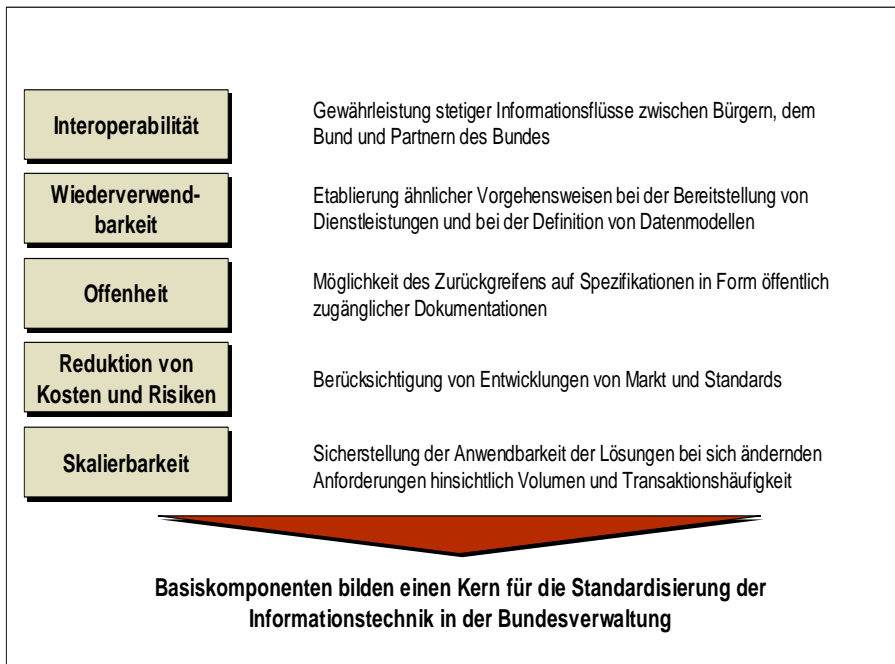 Interoperabilität
Gewährleistung stetiger Informationsflüsse zwischen Bürgern, dem
Bund und Partnern des Bundes
Wiederverwend-
barkeit
Etablierung ähnlicher Vorgehensweisen bei der Bereitstellung von
Dienstleistungen und bei der Definition von Datenmodellen
Offenheit
Möglichkeit des Zurückgreifens auf Spezifikationen in Form öffentlich
zugänglicher Dokumentationen
Reduktion von
Kosten und Risiken
Berücksichtigung von Entwicklungen von Markt und Standards
Skalierbarkeit
Sicherstellung der Anwendbarkeit der Lösungen bei sich ändernden
Anforderungen hinsichtlich Volumen und Transaktionshäufigkeit
Basiskomponenten bilden einen Kern für die Standardisierung der
Informationstechnik in der Bundesverwaltung